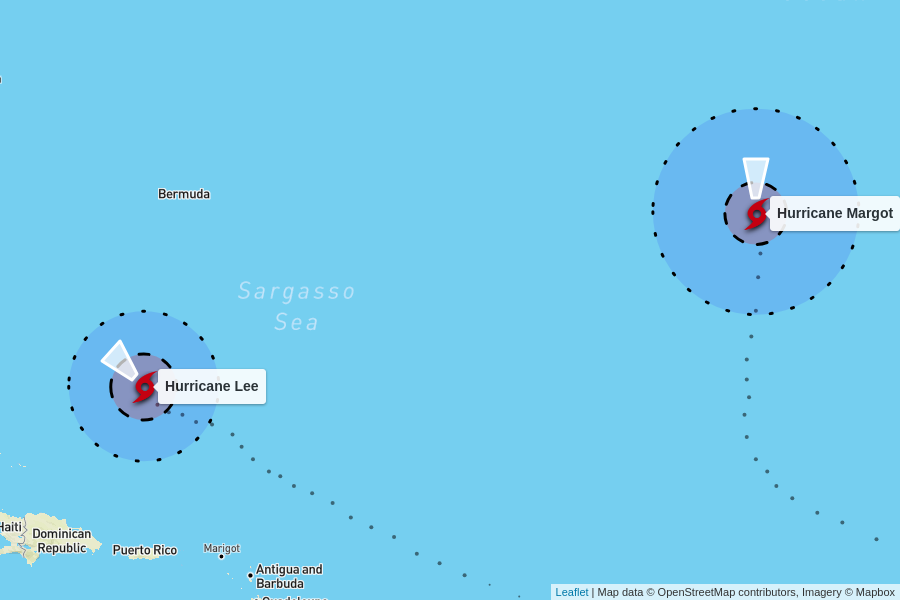 Bermuda
Hurricane Margot
Sargasso
Sea
Hurricane Lee
Haiti
Dominican
Republic
Puerto Rico
Marigot
Antigua and
Barbuda
Leaflet | Map data © OpenStreetMap contributors, Imagery © Mapbox